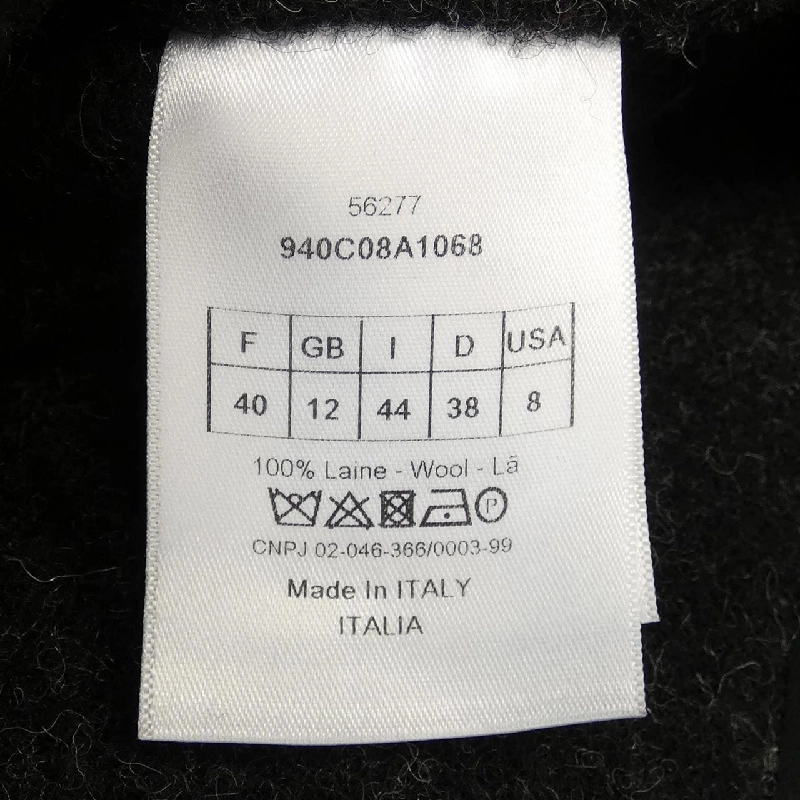 56277
940C08A1068
F GB I D USA
40 12 44 38 8
100% Laine - Wool - Lã
P
CNPJ 02-046-366/0003-99
Made In ITALY
ITALIA